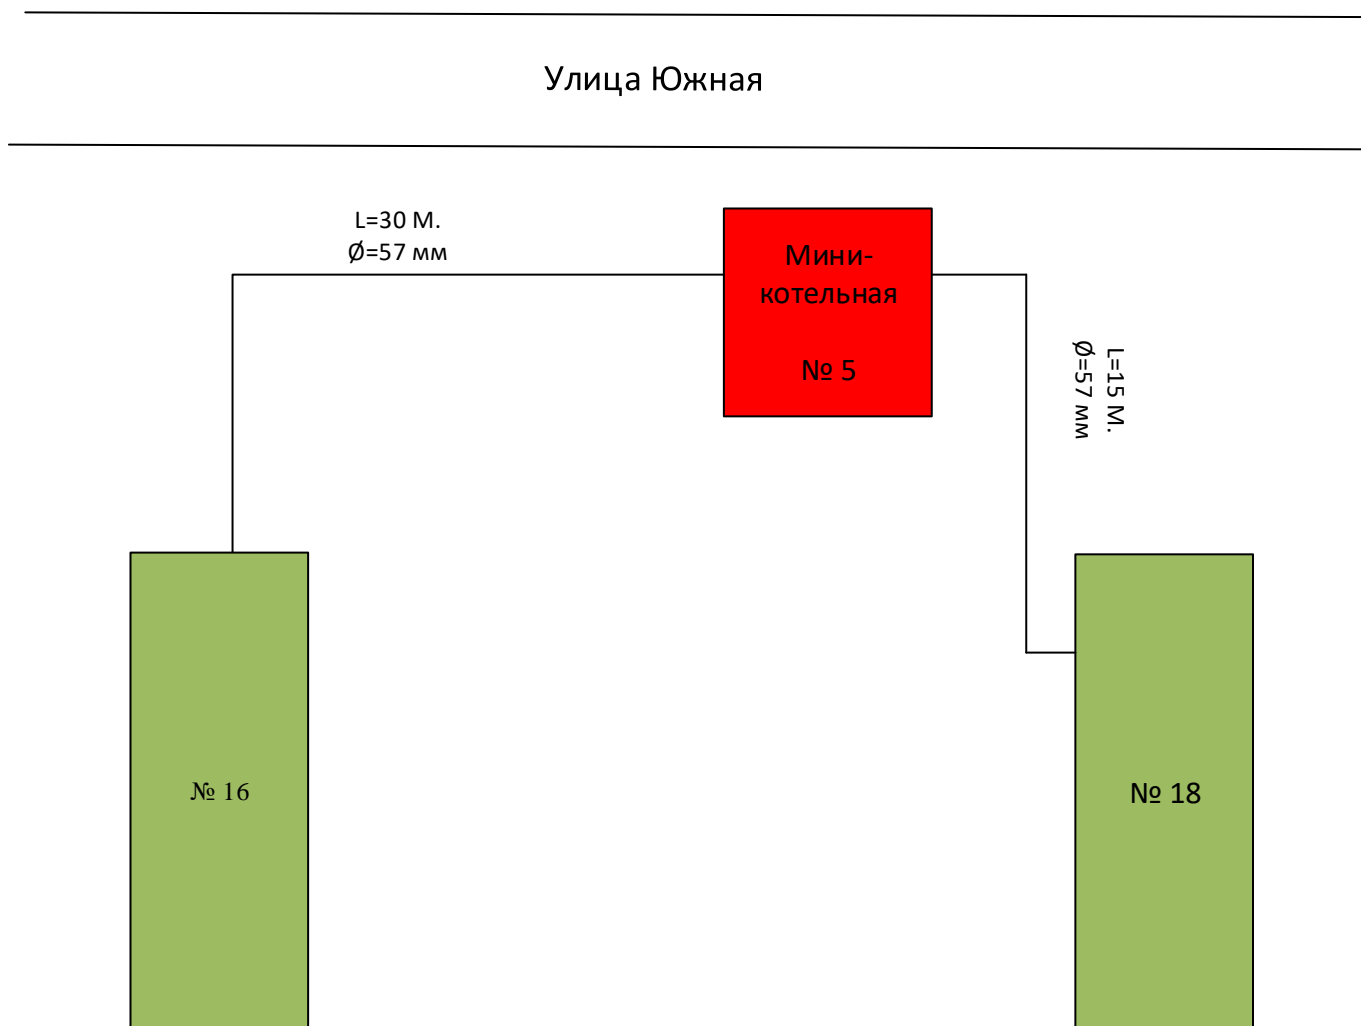 Улица Южная
L=30 М.
Ø=57 мм
Мини-
котельная
№ 5
L=15 М.
Ø=57 мм
№ 16
№ 18